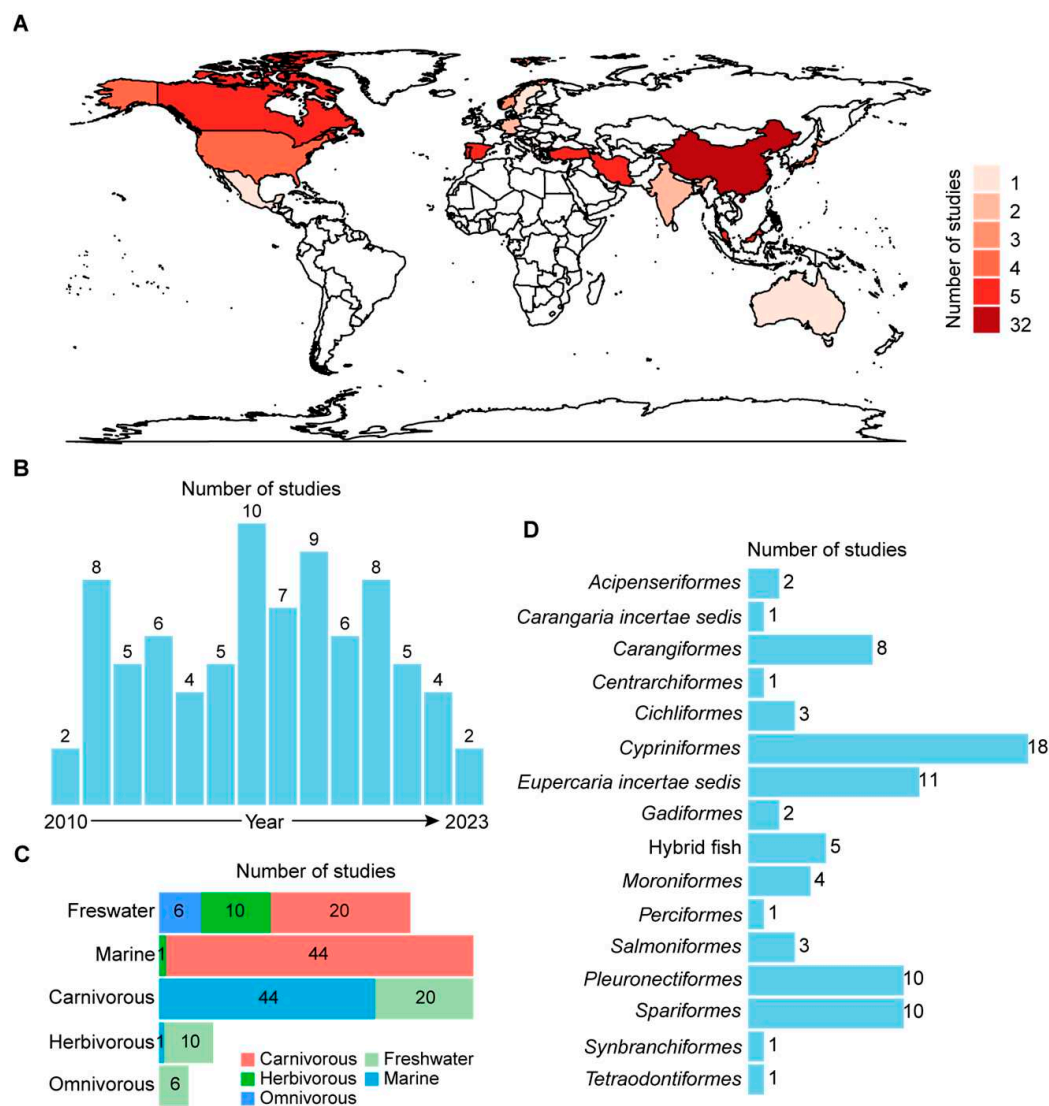 A
Number of studies
1
2
3
4
5
32
B
Number of studies
2
8
5
6
4
5
10
7
9
6
8
5
4
2
2010
Year
2023
C
Number of studies
Freswater
6
10
20
Marine
1
44
Carnivorous
44
20
Herbivorous
1
10
Omnivorous
6
Carnivorous
Freshwater
Herbivorous
Marine
Omnivorous
D
Number of studies
Acipenseriformes
2
Carangaria incertae sedis
1
Carangiformes
8
Centrarchiformes
1
Cichliformes
3
Cypriniformes
18
Eupercaria incertae sedis
11
Gadiformes
2
Hybrid fish
5
Moroniformes
4
Perciformes
1
Salmoniformes
3
Pleuronectiformes
10
Spariformes
10
Synbranchiformes
1
Tetraodontiformes
1